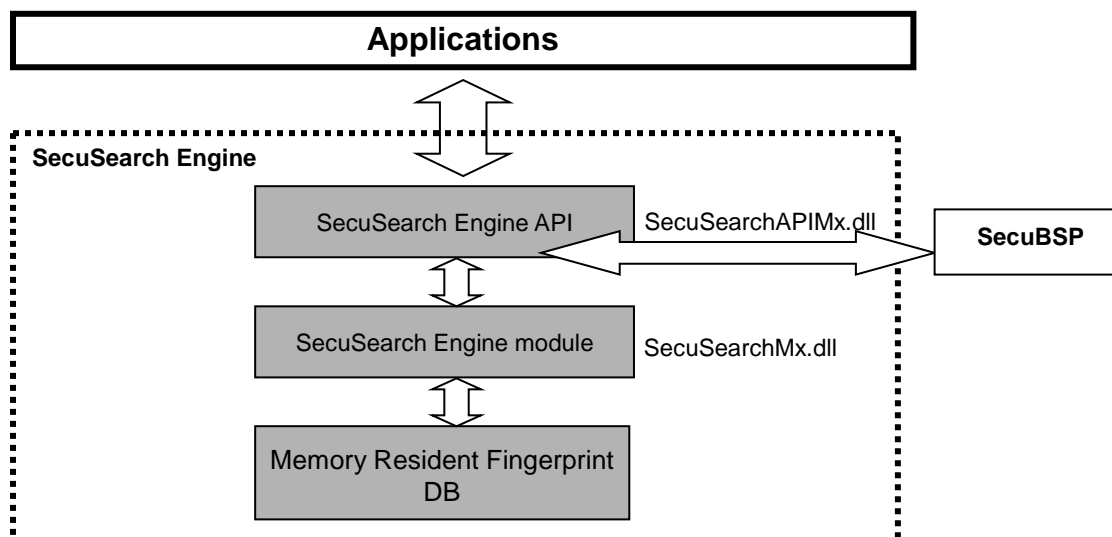 Applications
SecuSearch Engine
SecuSearch Engine API
SecuSearchAPIMx.dll
SecuBSP
SecuSearch Engine module
SecuSearchMx.dll
Memory Resident Fingerprint
DB